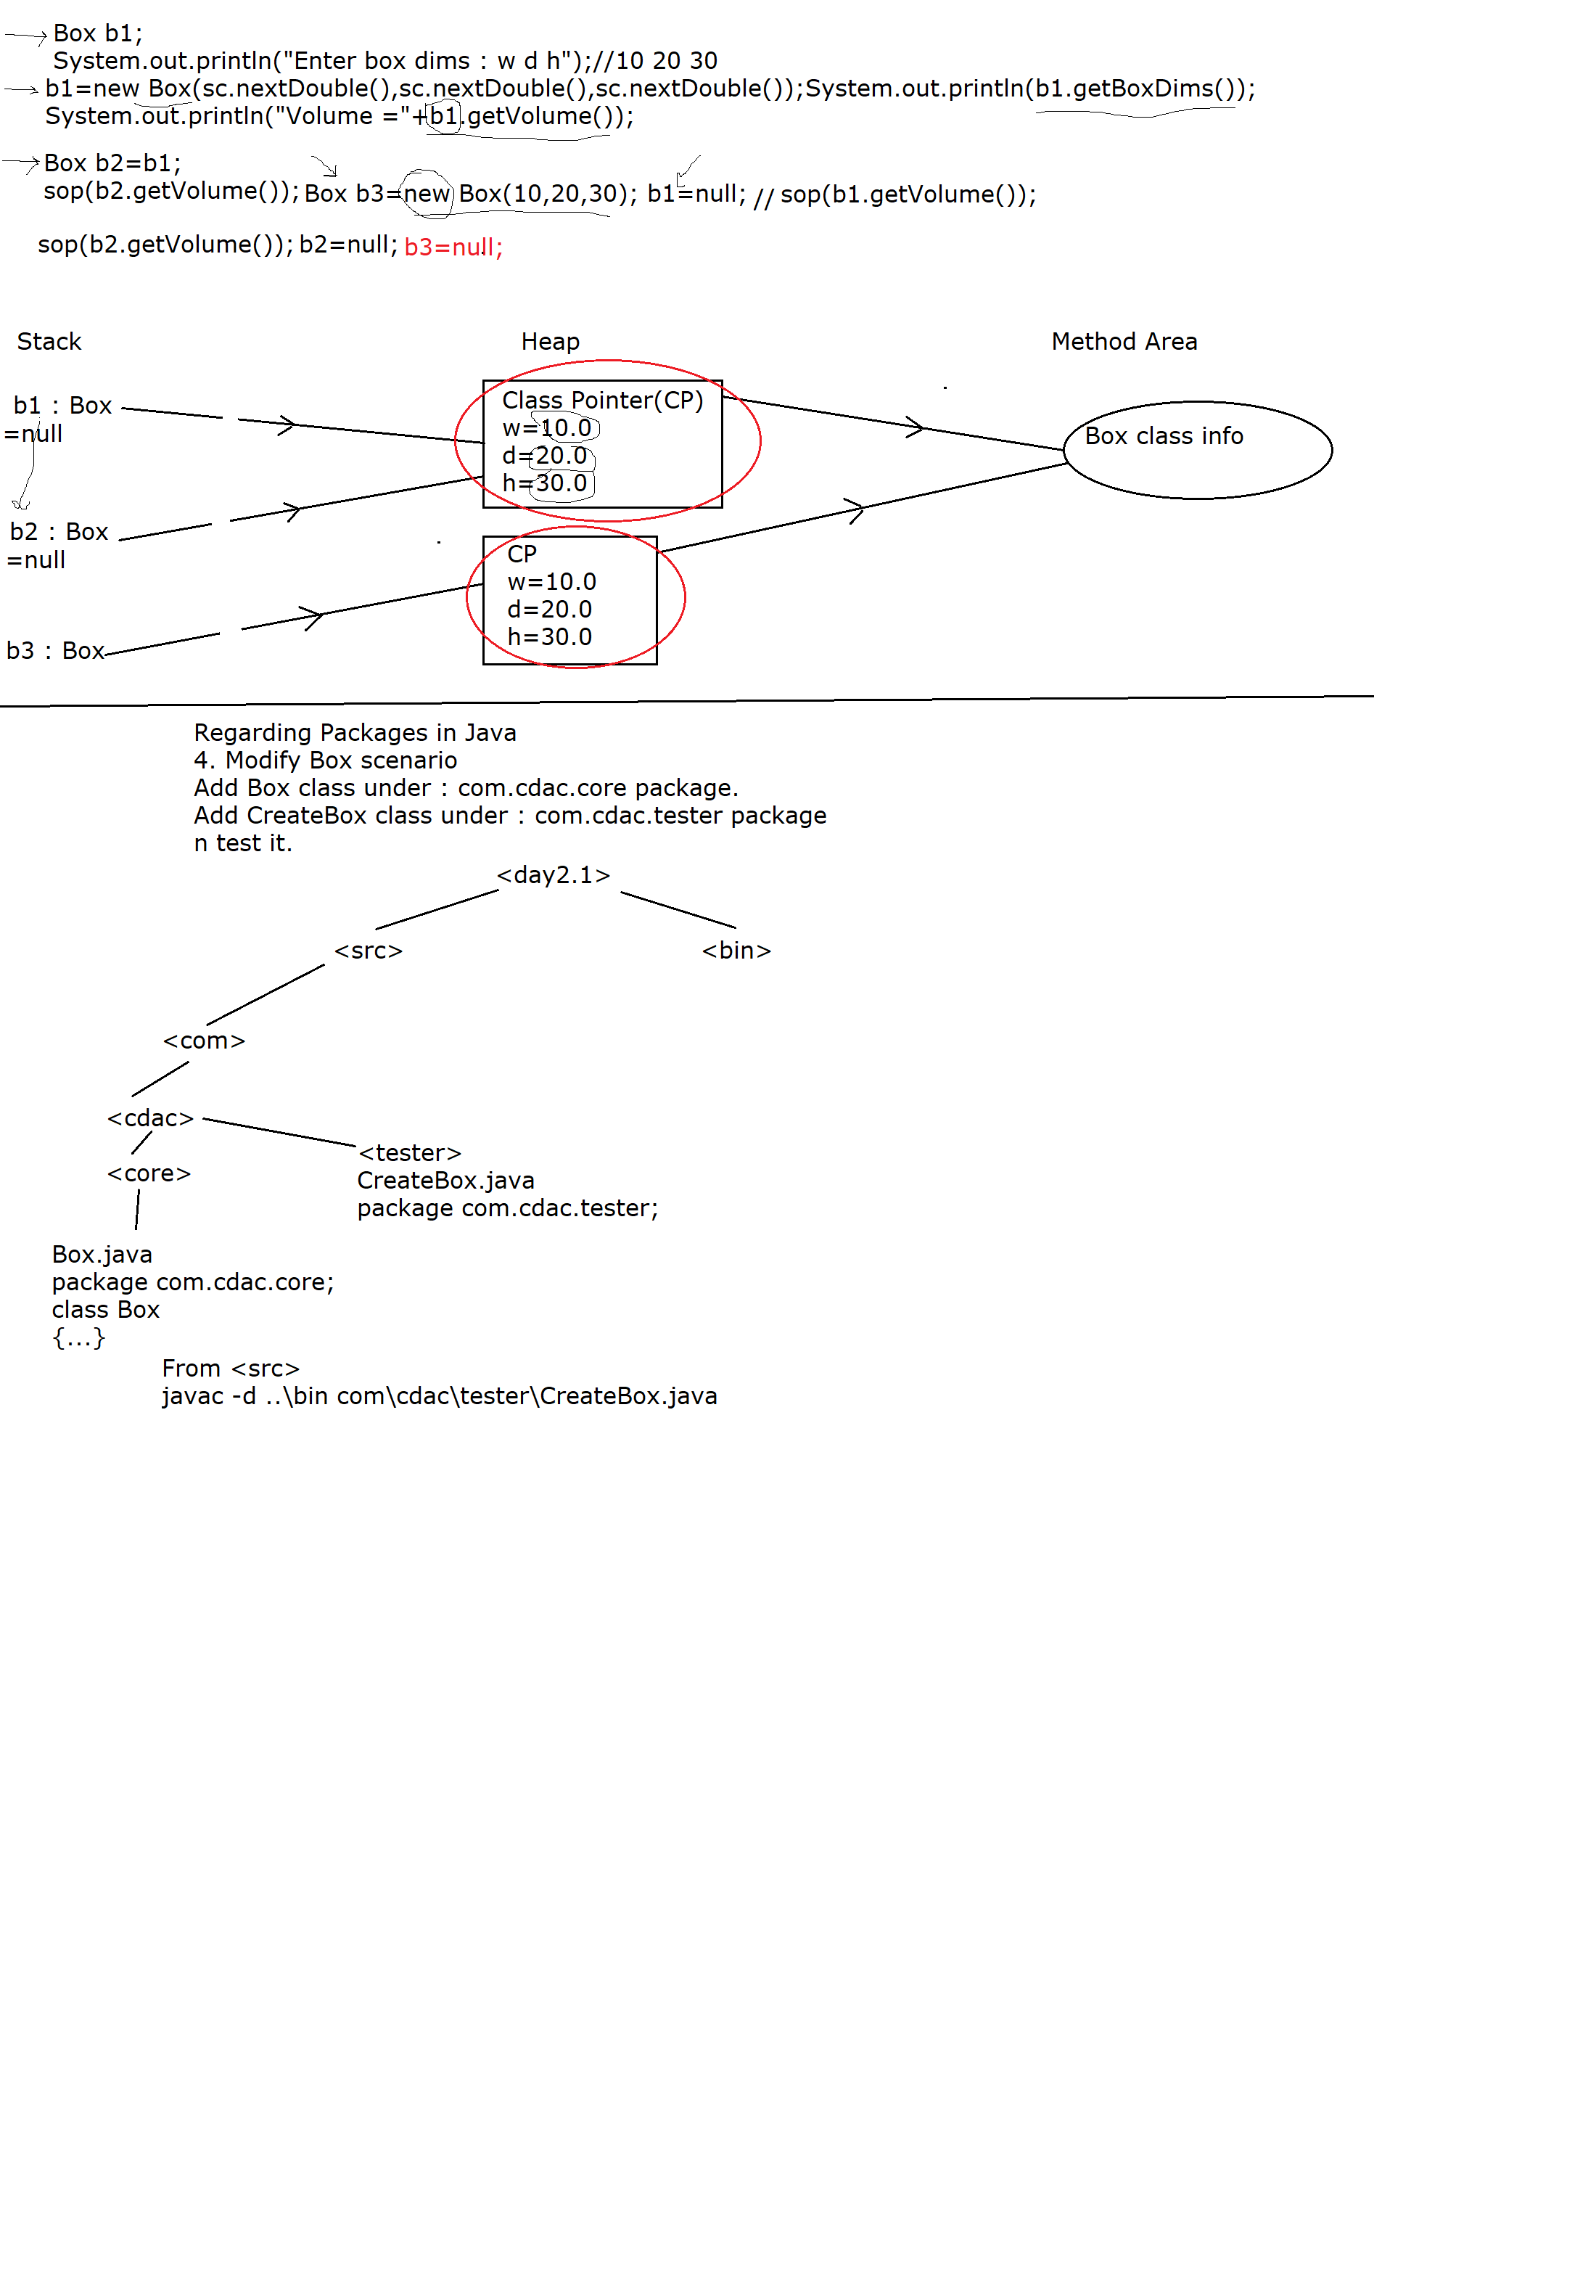 Box b1;
System.out.println("Enter box dims : w d h");//10 20 30
b1=new Box(sc.nextDouble(),sc.nextDouble(),sc.nextDouble());System.out.println(b1.getBoxDims());
System.out.println("Volume ="+b1.getVolume());
Box b2=b1;
sop(b2.getVolume()); Box b3=new Box(10,20,30); b1=null; // sop(b1.getVolume());
sop(b2.getVolume()); b2=null; b3=null;
Stack Heap Method Area
b1 : Box
=null
Class Pointer(CP)
w=10.0
d=20.0
h=30.0
Box class info
b2 : Box
=null
CP
w=10.0
d=20.0
h=30.0
b3 : Box
Regarding Packages in Java
4. Modify Box scenario
Add Box class under : com.cdac.core package.
Add CreateBox class under : com.cdac.tester package
n test it.
<day2.1>
<src> <bin>
<com>
<cdac>
<tester>
CreateBox.java
package com.cdac.tester;
<core>
Box.java
package com.cdac.core;
class Box
{...}
From <src>
javac -d ..\bin com\cdac\tester\CreateBox.java